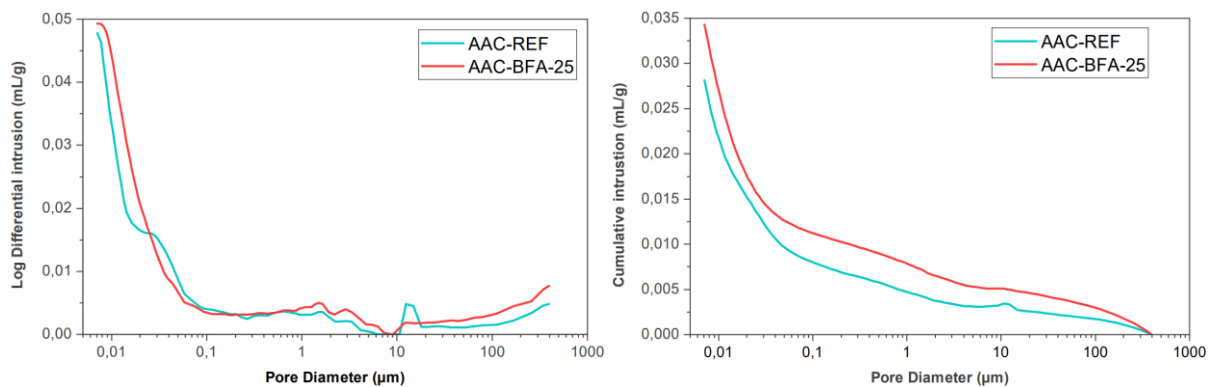 0,05
0,04
0,03
0,02
0,01
0,00
Log Differential intrusion (mL/g)
AAC-REF
AAC-BFA-25
0,01 0,1 1 10 100 1000
Pore Diameter (µm)
0,035
0,030
0,025
0,020
0,015
0,010
0,005
0,000
Cumulative intrustion (mL/g)
AAC-REF
AAC-BFA-25
0,01 0,1 1 10 100 1000
Pore Diameter (µm)